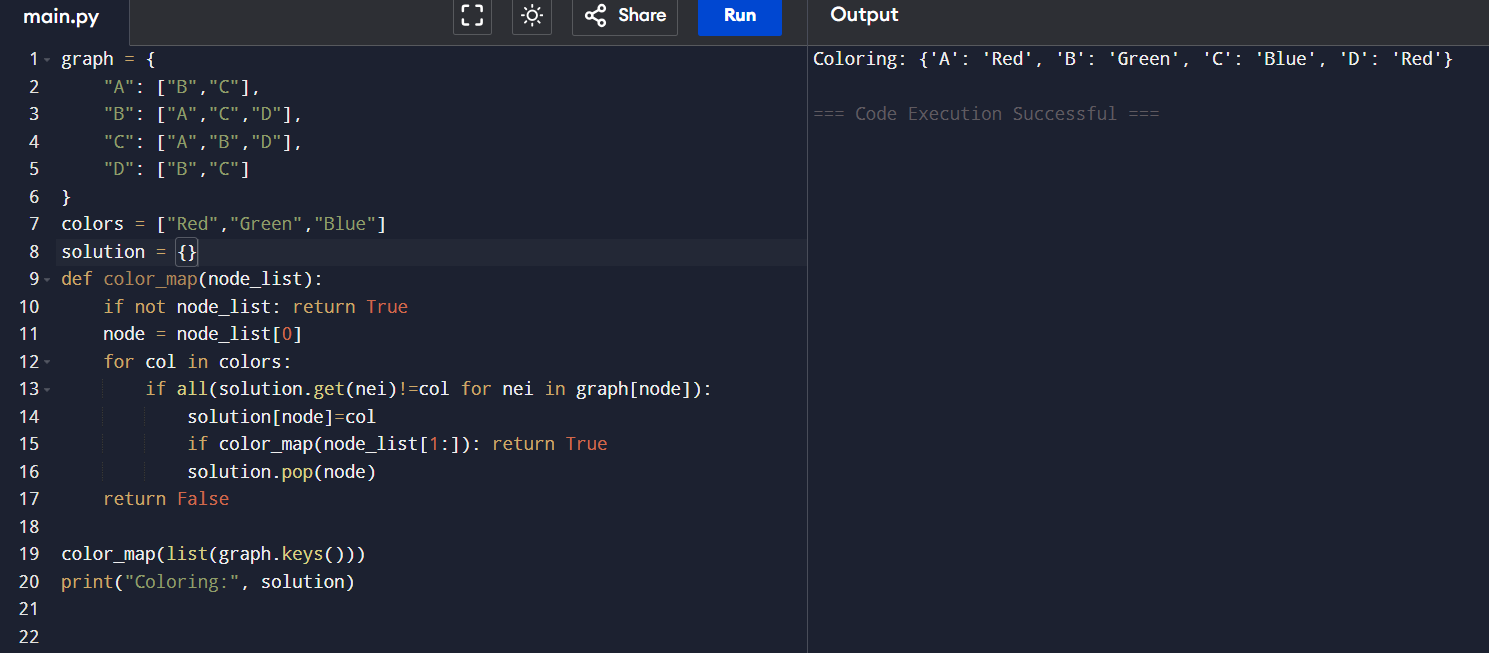 main.py
Share
Run
Output
1 graph = {
2     "A": ["B","C"],
3     "B": ["A","C","D"],
4     "C": ["A","B","D"],
5     "D": ["B","C"]
6 }
7 colors = ["Red","Green","Blue"]
8 solution = {}
9 def color_map(node_list):
10     if not node_list: return True
11     node = node_list[0]
12     for col in colors:
13         if all(solution.get(nei)!=col for nei in graph[node]):
14             solution[node]=col
15             if color_map(node_list[1:]): return True
16             solution.pop(node)
17     return False
18
19 color_map(list(graph.keys()))
20 print("Coloring:", solution)
21
22
Coloring: {'A': 'Red', 'B': 'Green', 'C': 'Blue', 'D': 'Red'}
=== Code Execution Successful ===